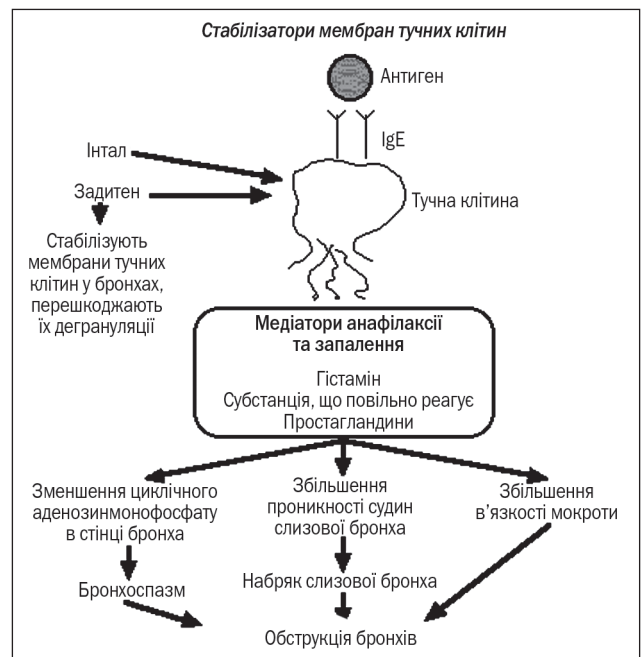 Стабілізатори мембран тучних клітин
Антиген
IgE
Інтал
Задитен
Тучна клітина
Стабілізують
мембрани тучних
клітин у бронхах,
перешкоджають
їх дегрануляції
Медіатори анафілаксії
та запалення
Гістамін
Субстанція, що повільно реагує
Простагландини
Зменшення циклічного
аденозинмонофосфату
в стінці бронха
Збільшення
проникності судин
слизової бронха
Збільшення
в’язкості мокроти
Бронхоспазм
Набряк слизової бронха
Обструкція бронхів